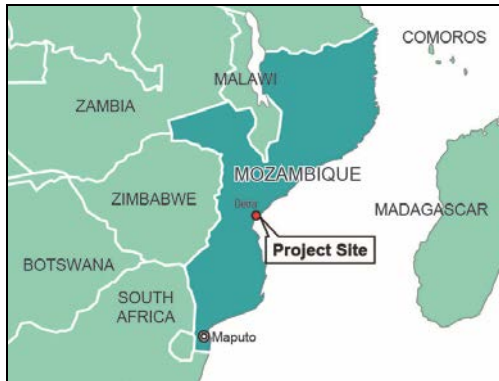 COMOROS
MALAWI
ZAMBIA
MOZAMBIQUE
ZIMBABWE
Beira
MADAGASCAR
Project Site
BOTSWANA
SOUTH
AFRICA
Maputo